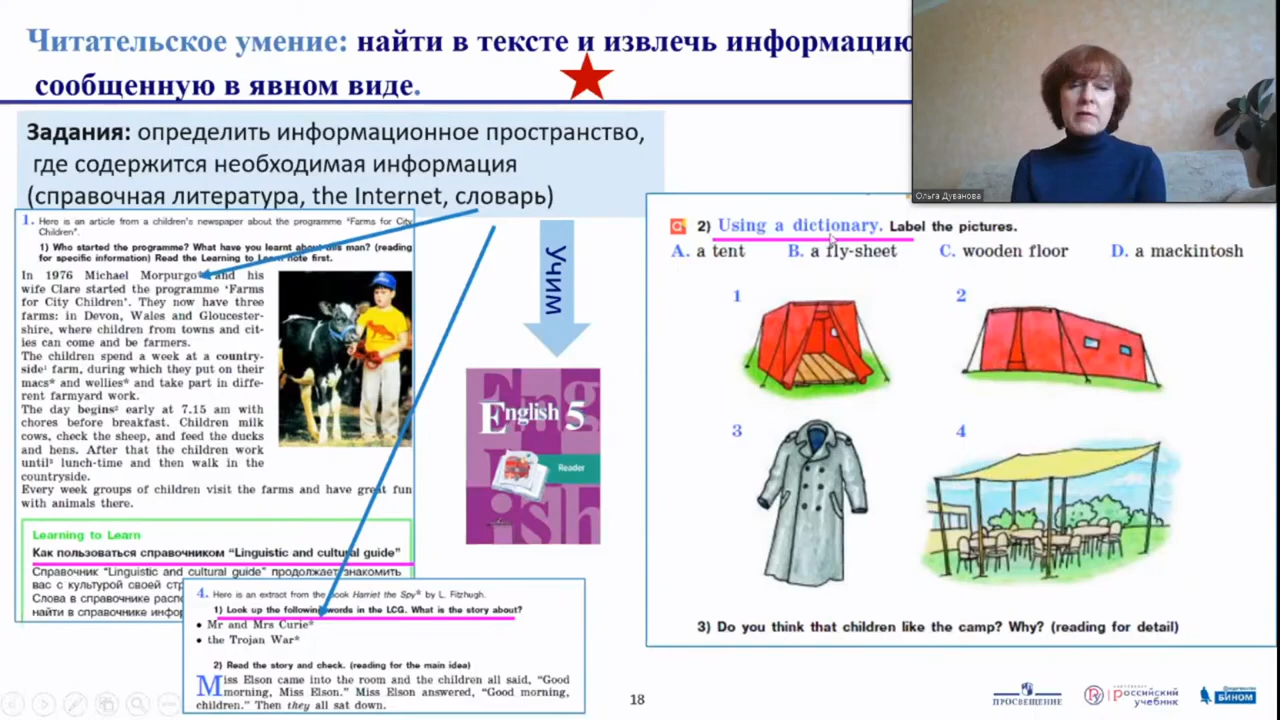 Читательское умение: найти в тексте и извлечь информацию
сообщенную в явном виде.
Ольга Дуванова
Задания: определить информационное пространство,
где содержится необходимая информация
(справочная литература, the Internet, словарь)
1. Here is an article from a children's newspaper about the programme "Farms for City
Children".
1) Who started the programme? What have you learnt about this man? (reading
for specific information) Read the Learning to Learn note first.
In 1976 Michael Morpurgo* and his
wife Clare started the programme 'Farms
for City Children'. They now have three
farms: in Devon, Wales and Gloucester-
shire, where children from towns and cit-
ies can come and be farmers.
The children spend a week at a country-
side¹ farm, during which they put on their
macs* and wellies* and take part in diffe-
rent farmyard work.
The day begins² early at 7.15 am with
chores before breakfast. Children milk
cows, check the sheep, and feed the ducks
and hens. After that the children work
until³ lunch-time and then walk in the
countryside.
Every week groups of children visit the farms and have great fun
with animals there.
Learning to Learn
Как пользоваться справочником "Linguistic and cultural guide"
Справочник "Linguistic and cultural guide" продолжает знакомить
вас с культурой своей
Слова в справочнике
найти в справочнике
4. Here is an extract from the book Harriet the Spy* by L. Fitzhugh.
1) Look up the following words in the LCG. What is the story about?
• Mr and Mrs Curie*
• the Trojan War*
2) Read the story and check. (reading for the main idea)
Miss Elson came into the room and the children all said, "Good
morning, Miss Elson." Miss Elson answered, "Good morning,
children." Then they all sat down.
учим
English 5
Reader
2) Using a dictionary. Label the pictures.
A. a tent B. a fly-sheet C. wooden floor D. a mackintosh
1
2
3
4
3) Do you think that children like the camp? Why? (reading for detail)
18
ПРОСВЕЩЕНИЕ
российский
учебник
БИНОМ